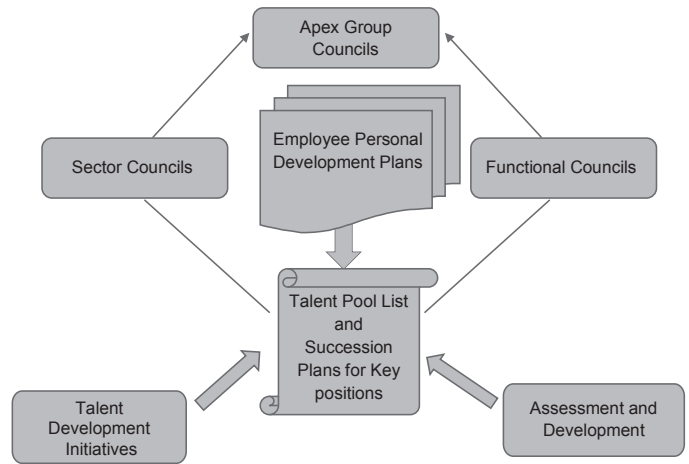 Apex Group
Councils
Employee Personal
Development Plans
Sector Councils
Functional Councils
Talent Pool List
and
Succession
Plans for Key
positions
Talent
Development
Initiatives
Assessment and
Development